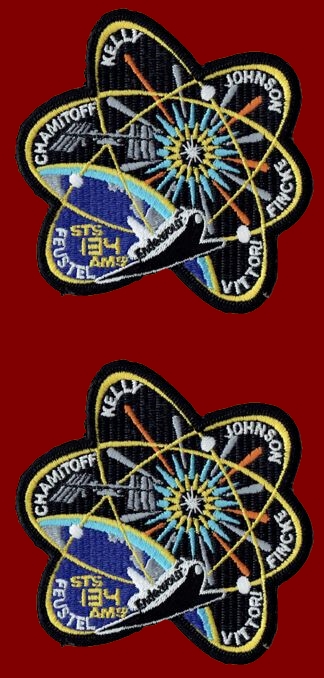 KELLY
JOHNSON
CHAMITOFF
FINCKE
STS
134
AMS
FEUSTEL
VITTORI
Endeavour
KELLY
JOHNSON
CHAMITOFF
FINCKE
STS
134
AMS
FEUSTEL
VITTORI
Endeavour